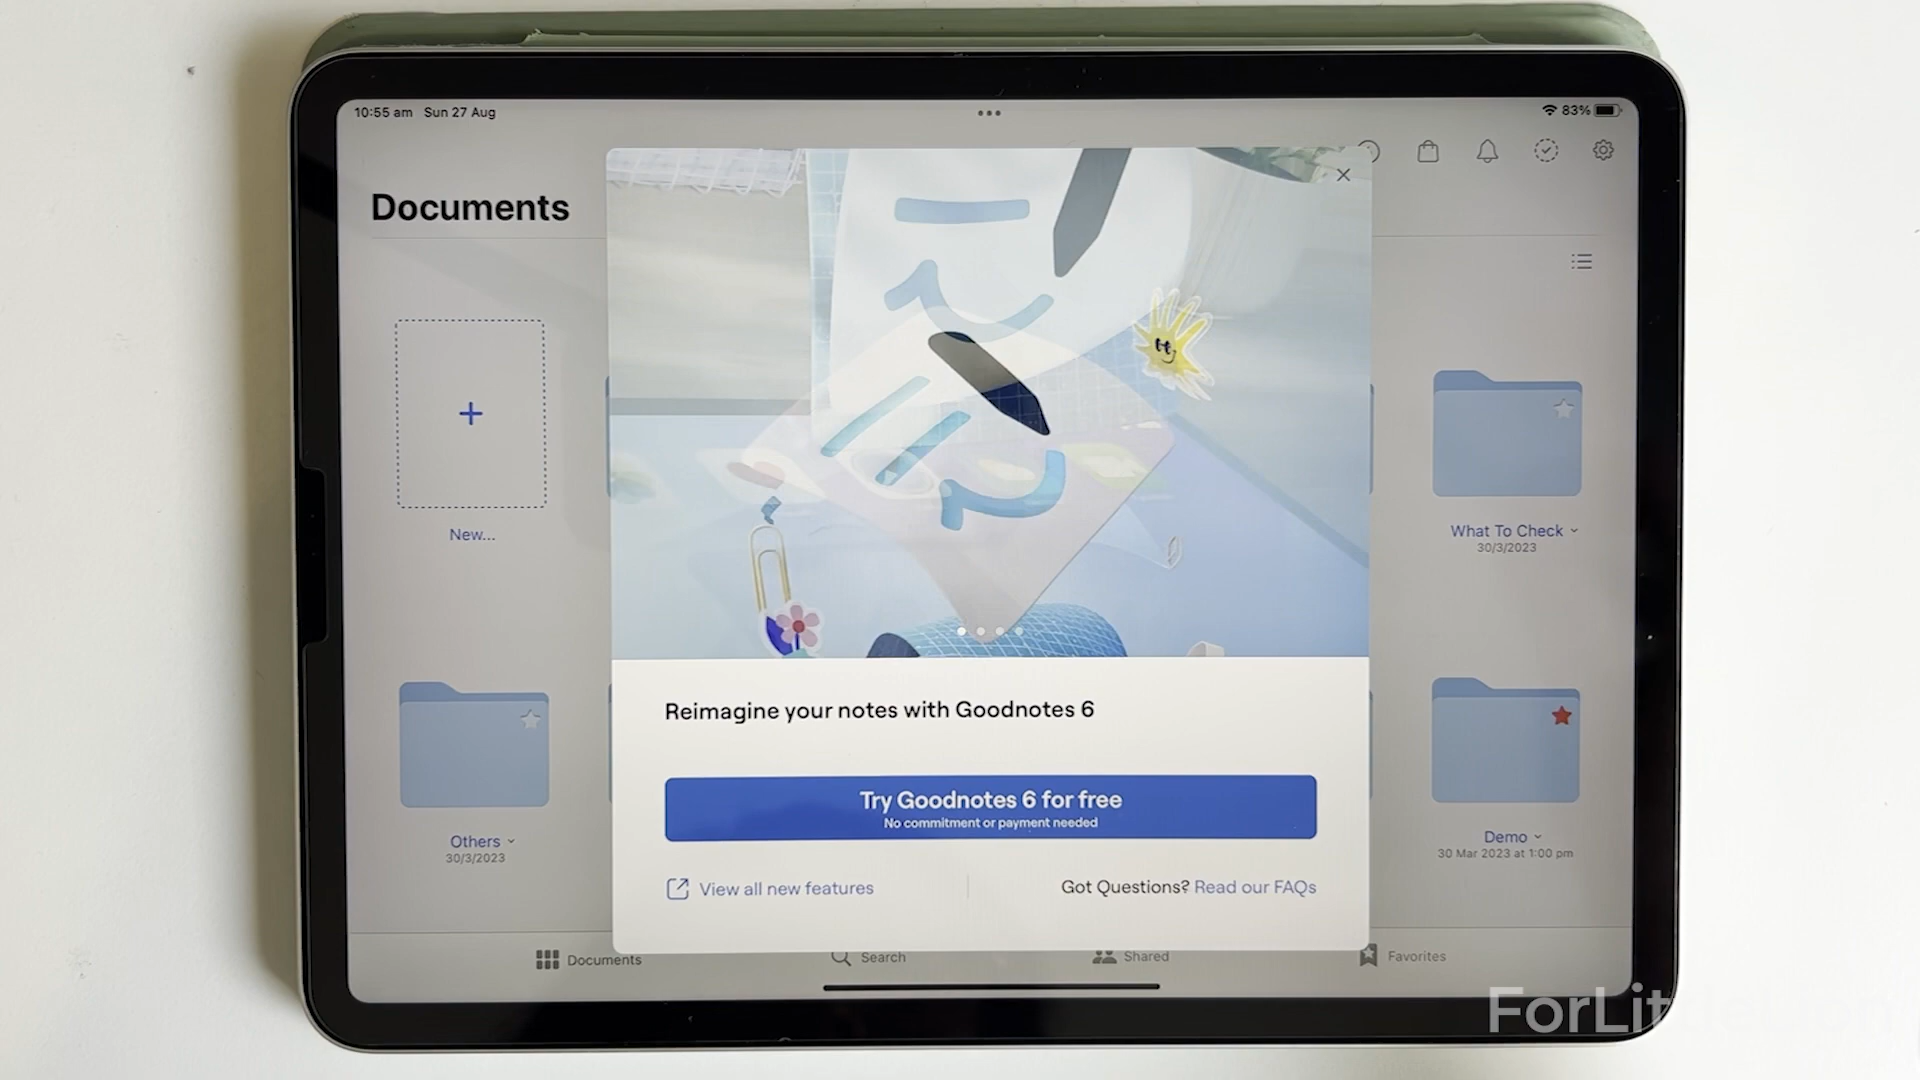 10:55 am Sun 27 Aug
83%
Documents
New...
What To Check
30/3/2023
Others
30/3/2023
Demo
30 Mar 2023 at 1:00 pm
Reimagine your notes with Goodnotes 6
Try Goodnotes 6 for free
No commitment or payment needed
View all new features
Got Questions? Read our FAQs
Documents
Search
Shared
Favorites